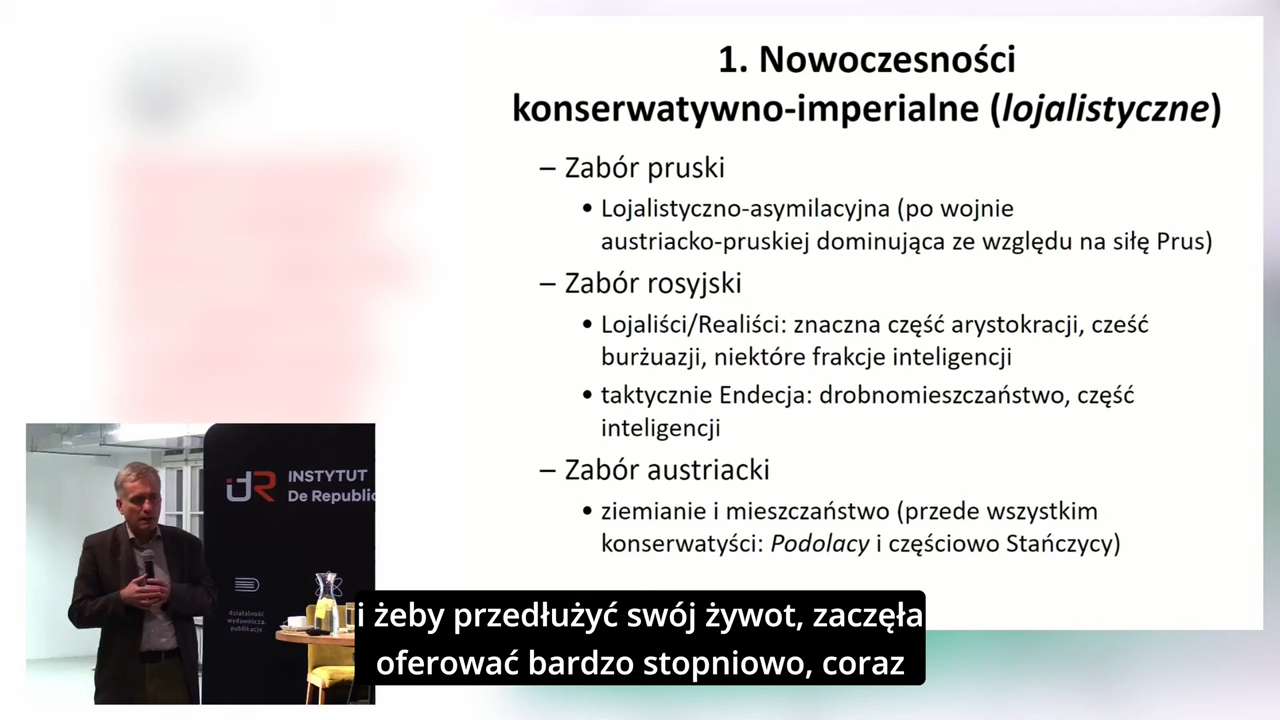 1. Nowoczesności
konserwatywno-imperialne (lojalistyczne)
– Zabór pruski
• Lojalistyczno-asymilacyjna (po wojnie
austriacko-pruskiej dominująca ze względu na siłę Prus)
– Zabór rosyjski
• Lojaliści/Realiści: znaczna część arystokracji, cześć
burżuazji, niektóre frakcje inteligencji
• taktycznie Endecja: drobnomieszczaństwo, część
inteligencji
– Zabór austriacki
• ziemianie i mieszczaństwo (przede wszystkim
konserwatyści: Podolacy i częściowo Stańczycy)
idR INSTYTUT
De Republic
działalność
wydawnicza,
publikacje
i żeby przedłużyć swój żywot, zaczęła
oferować bardzo stopniowo, coraz